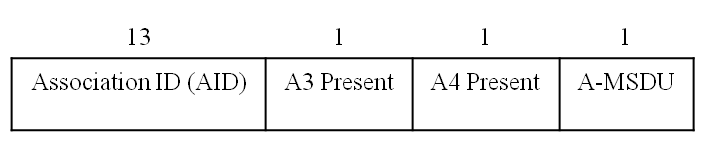 13 1 1 1
Association ID (AID) A3 Present A4 Present A-MSDU